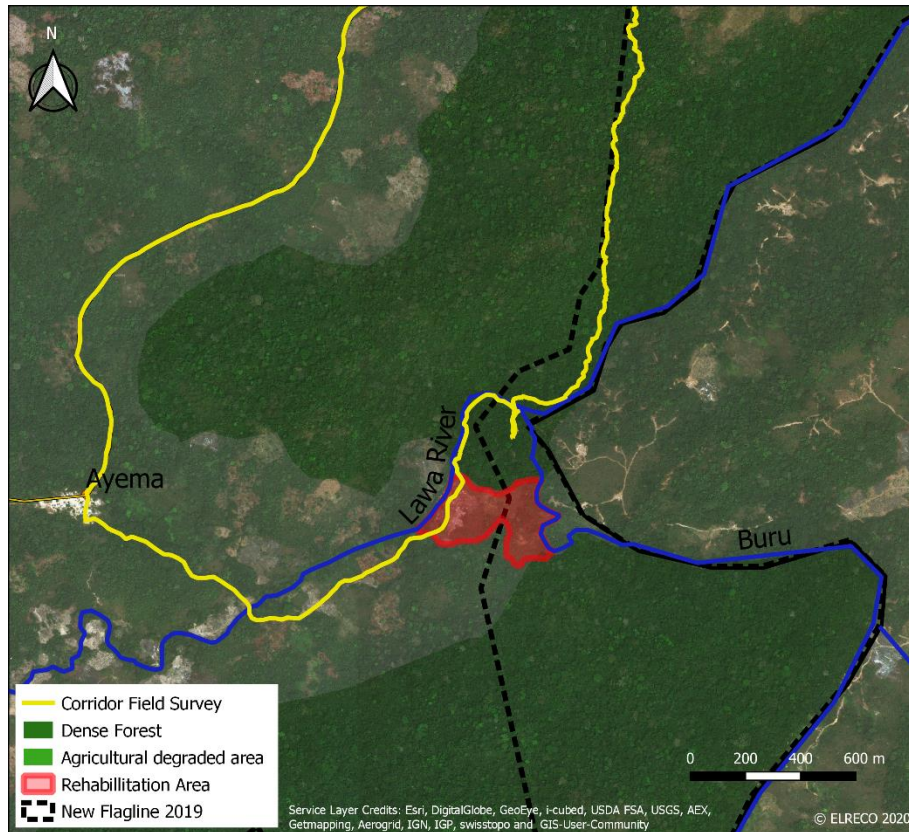 N
Ayema
Lawa River
Buru
Corridor Field Survey
Dense Forest
Agricultural degraded area
Rehabillitation Area
New Flagline 2019
0 200 400 600 m
Service Layer Credits: Esri, DigitalGlobe, GeoEye, i-cubed, USDA FSA, USGS, AEX,
Getmapping, Aerogrid, IGN, IGP, swisstopo and GIS-User-Community
© ELRECO 2020